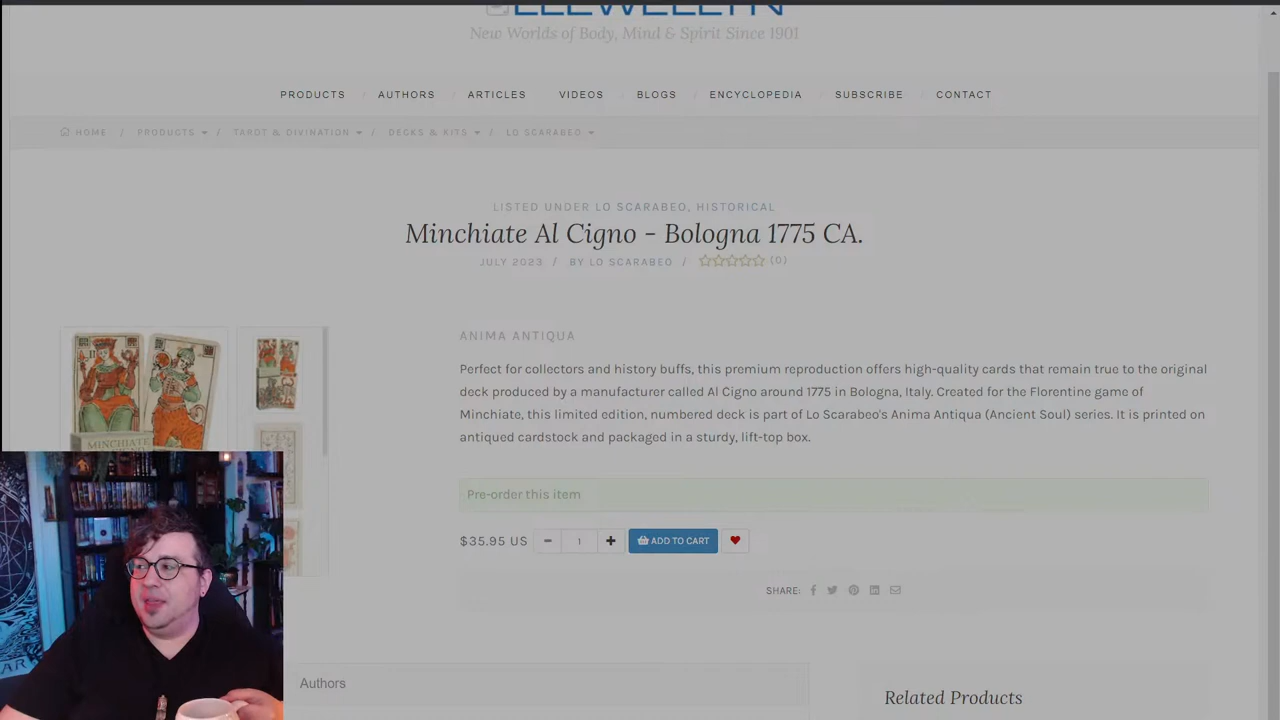 LLEWELLYN
New Worlds of Body, Mind & Spirit Since 1901
PRODUCTS / AUTHORS / ARTICLES VIDEOS / BLOGS / ENCYCLOPEDIA / SUBSCRIBE / CONTACT
HOME / PRODUCTS / TAROT & DIVINATION / DECKS & KITS / LO SCARABEO
LISTED UNDER LO SCARABEO, HISTORICAL
Minchiate Al Cigno - Bologna 1775 CA.
JULY 2023 / BY LO SCARABEO / (0)
ANIMA ANTIQUA
Perfect for collectors and history buffs, this premium reproduction offers high-quality cards that remain true to the original
deck produced by a manufacturer called Al Cigno around 1775 in Bologna, Italy. Created for the Florentine game of
Minchiate, this limited edition, numbered deck is part of Lo Scarabeo's Anima Antiqua (Ancient Soul) series. It is printed on
antiqued cardstock and packaged in a sturdy, lift-top box.
II
MINCHIATE
Pre-order this item
$35.95 US - 1 + ADD TO CART
SHARE:
Authors
Related Products